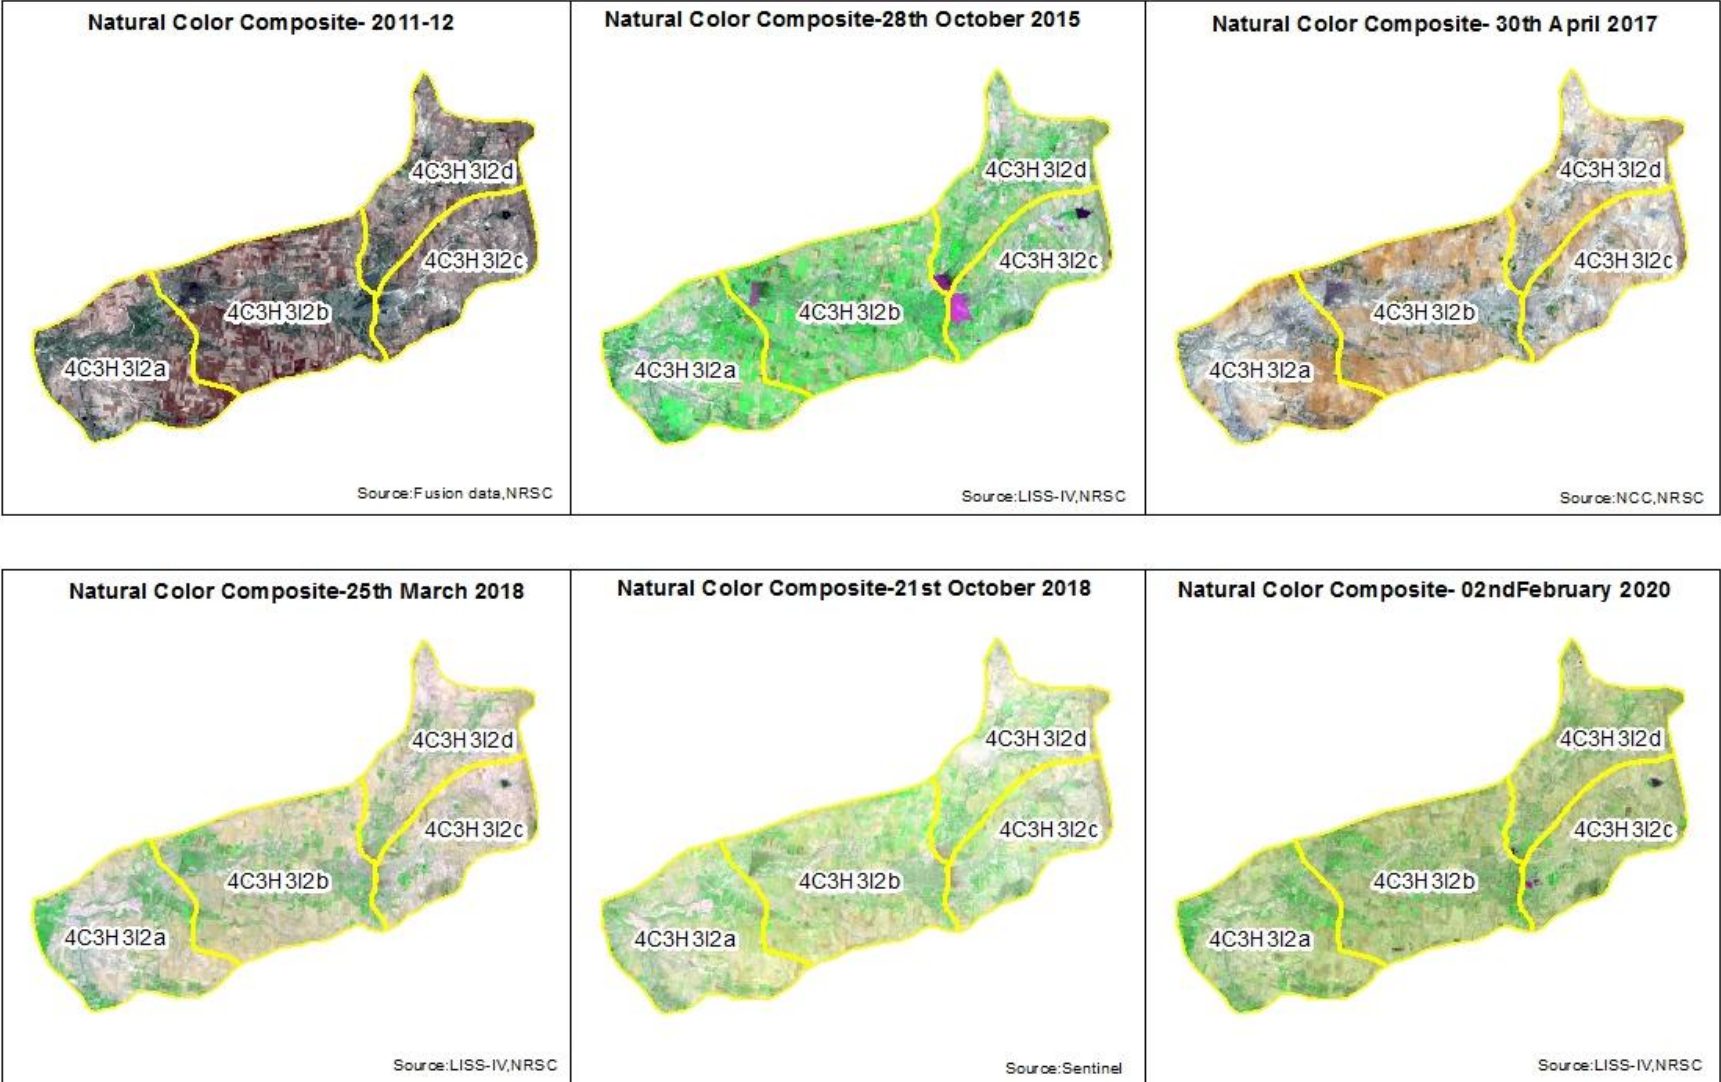 Natural Color Composite- 2011-12
4C3H3I2d
4C3H3I2c
4C3H3I2b
4C3H3I2a
Source:Fusion data,NRSC
Natural Color Composite-28th October 2015
4C3H3I2d
4C3H3I2c
4C3H3I2b
4C3H3I2a
Source:LISS-IV,NRSC
Natural Color Composite- 30th April 2017
4C3H3I2d
4C3H3I2c
4C3H3I2b
4C3H3I2a
Source:NCC,NRSC
Natural Color Composite-25th March 2018
4C3H3I2d
4C3H3I2c
4C3H3I2b
4C3H3I2a
Source:LISS-IV,NRSC
Natural Color Composite-21st October 2018
4C3H3I2d
4C3H3I2c
4C3H3I2b
4C3H3I2a
Source:Sentinel
Natural Color Composite- 02ndFebruary 2020
4C3H3I2d
4C3H3I2c
4C3H3I2b
4C3H3I2a
Source:LISS-IV,NRSC